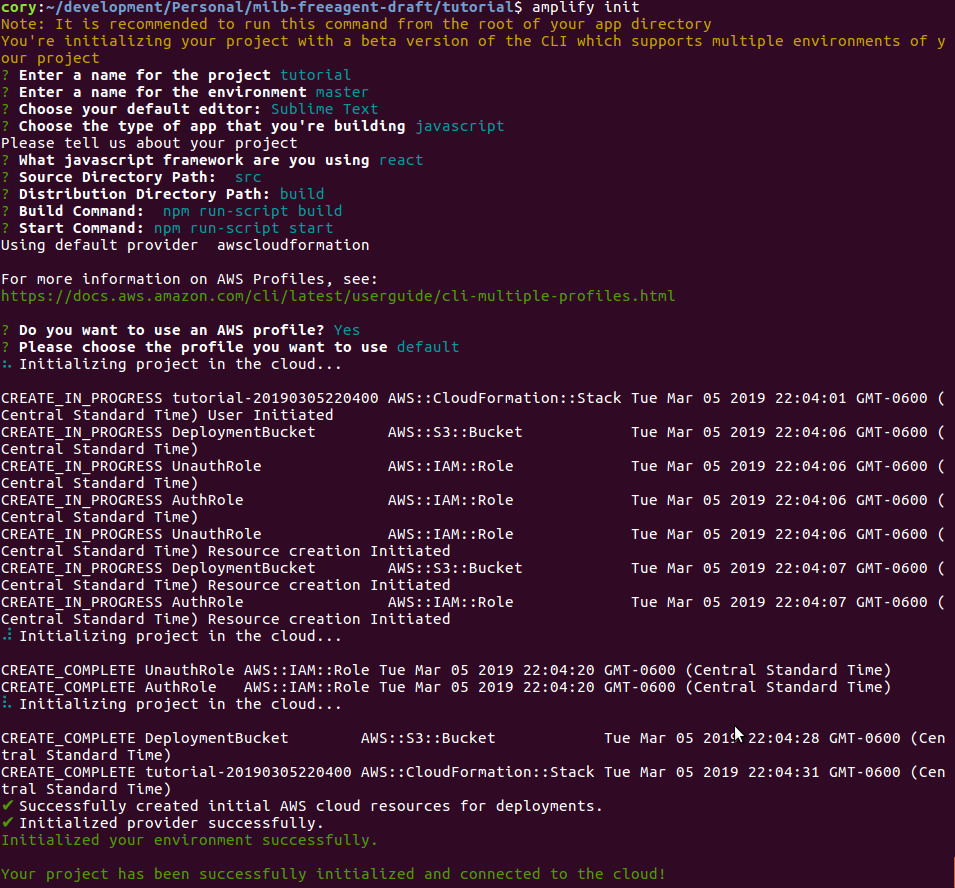 cory:~/development/Personal/milb-freeagent-draft/tutorial$ amplify init
Note: It is recommended to run this command from the root of your app directory
You're initializing your project with a beta version of the CLI which supports multiple environments of y
our project
? Enter a name for the project tutorial
? Enter a name for the environment master
? Choose your default editor: Sublime Text
? Choose the type of app that you're building javascript
Please tell us about your project
? What javascript framework are you using react
? Source Directory Path:  src
? Distribution Directory Path: build
? Build Command:  npm run-script build
? Start Command: npm run-script start
Using default provider  awscloudformation

For more information on AWS Profiles, see:
https://docs.aws.amazon.com/cli/latest/userguide/cli-multiple-profiles.html

? Do you want to use an AWS profile? Yes
? Please choose the profile you want to use default
⠦ Initializing project in the cloud...

CREATE_IN_PROGRESS tutorial-20190305220400 AWS::CloudFormation::Stack Tue Mar 05 2019 22:04:01 GMT-0600 (
Central Standard Time) User Initiated
CREATE_IN_PROGRESS DeploymentBucket        AWS::S3::Bucket            Tue Mar 05 2019 22:04:06 GMT-0600 (
Central Standard Time)
CREATE_IN_PROGRESS UnauthRole              AWS::IAM::Role             Tue Mar 05 2019 22:04:06 GMT-0600 (
Central Standard Time)
CREATE_IN_PROGRESS AuthRole                AWS::IAM::Role             Tue Mar 05 2019 22:04:06 GMT-0600 (
Central Standard Time)
CREATE_IN_PROGRESS UnauthRole              AWS::IAM::Role             Tue Mar 05 2019 22:04:06 GMT-0600 (
Central Standard Time) Resource creation Initiated
CREATE_IN_PROGRESS DeploymentBucket        AWS::S3::Bucket            Tue Mar 05 2019 22:04:07 GMT-0600 (
Central Standard Time) Resource creation Initiated
CREATE_IN_PROGRESS AuthRole                AWS::IAM::Role             Tue Mar 05 2019 22:04:07 GMT-0600 (
Central Standard Time) Resource creation Initiated
⠼ Initializing project in the cloud...

CREATE_COMPLETE UnauthRole AWS::IAM::Role Tue Mar 05 2019 22:04:20 GMT-0600 (Central Standard Time)
CREATE_COMPLETE AuthRole   AWS::IAM::Role Tue Mar 05 2019 22:04:20 GMT-0600 (Central Standard Time)
⠧ Initializing project in the cloud...

CREATE_COMPLETE DeploymentBucket        AWS::S3::Bucket            Tue Mar 05 2019 22:04:28 GMT-0600 (Cen
tral Standard Time)
CREATE_COMPLETE tutorial-20190305220400 AWS::CloudFormation::Stack Tue Mar 05 2019 22:04:31 GMT-0600 (Cen
tral Standard Time)
✔ Successfully created initial AWS cloud resources for deployments.
✔ Initialized provider successfully.
Initialized your environment successfully.

Your project has been successfully initialized and connected to the cloud!